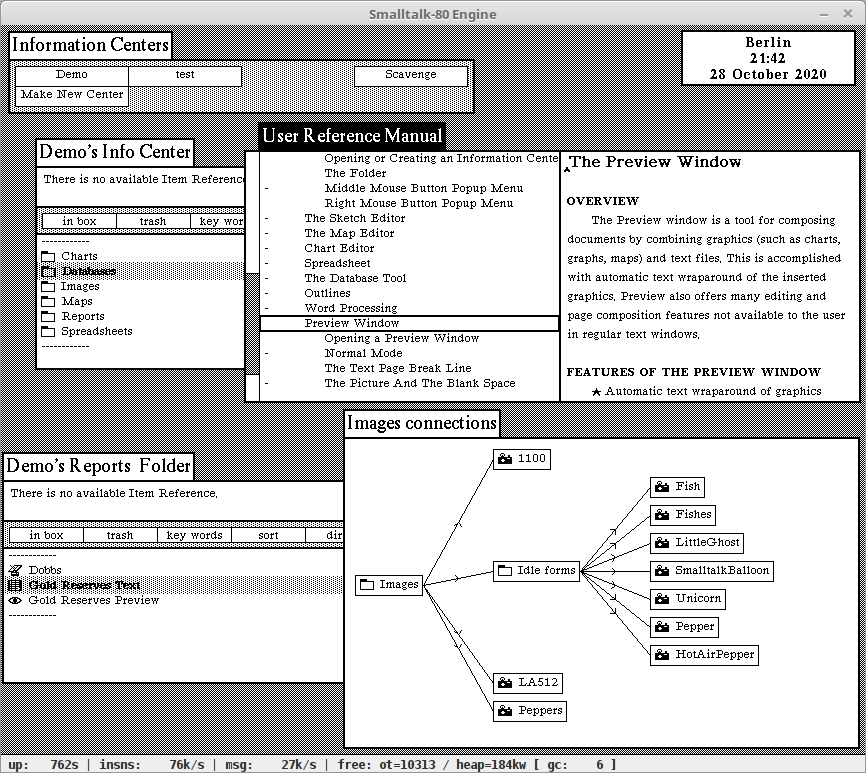 Smalltalk-80 Engine
Information Centers
Demo test Scavenge
Make New Center
Berlin
21:42
28 October 2020
Demo's Info Center
There is no available Item Reference
in box trash key wor
------------
Charts
Databases
Images
Maps
Reports
Spreadsheets
------------
User Reference Manual
Opening or Creating an Information Cente
The Folder
- Middle Mouse Button Popup Menu
- Right Mouse Button Popup Menu
- The Sketch Editor
- The Map Editor
- Chart Editor
- Spreadsheet
- The Database Tool
- Outlines
- Word Processing
Preview Window
Opening a Preview Window
- Normal Mode
The Text Page Break Line
- The Picture And The Blank Space
The Preview Window
OVERVIEW
The Preview window is a tool for composing
documents by combining graphics (such as charts,
graphs, maps) and text files. This is accomplished
with automatic text wraparound of the inserted
graphics. Preview also offers many editing and
page composition features not available to the user
in regular text windows.
FEATURES OF THE PREVIEW WINDOW
★ Automatic text wraparound of graphics
Demo's Reports Folder
There is no available Item Reference.
in box trash key words sort dir
------------
Dobbs
Gold Reserves Text
Gold Reserves Preview
------------
Images connections
Images
1100
Idle forms
LA512
Peppers
Fish
Fishes
LittleGhost
SmalltalkBalloon
Unicorn
Pepper
HotAirPepper
up: 762s | insns: 76k/s | msg: 27k/s | free: ot=10313 / heap=184kw [ gc: 6 ]